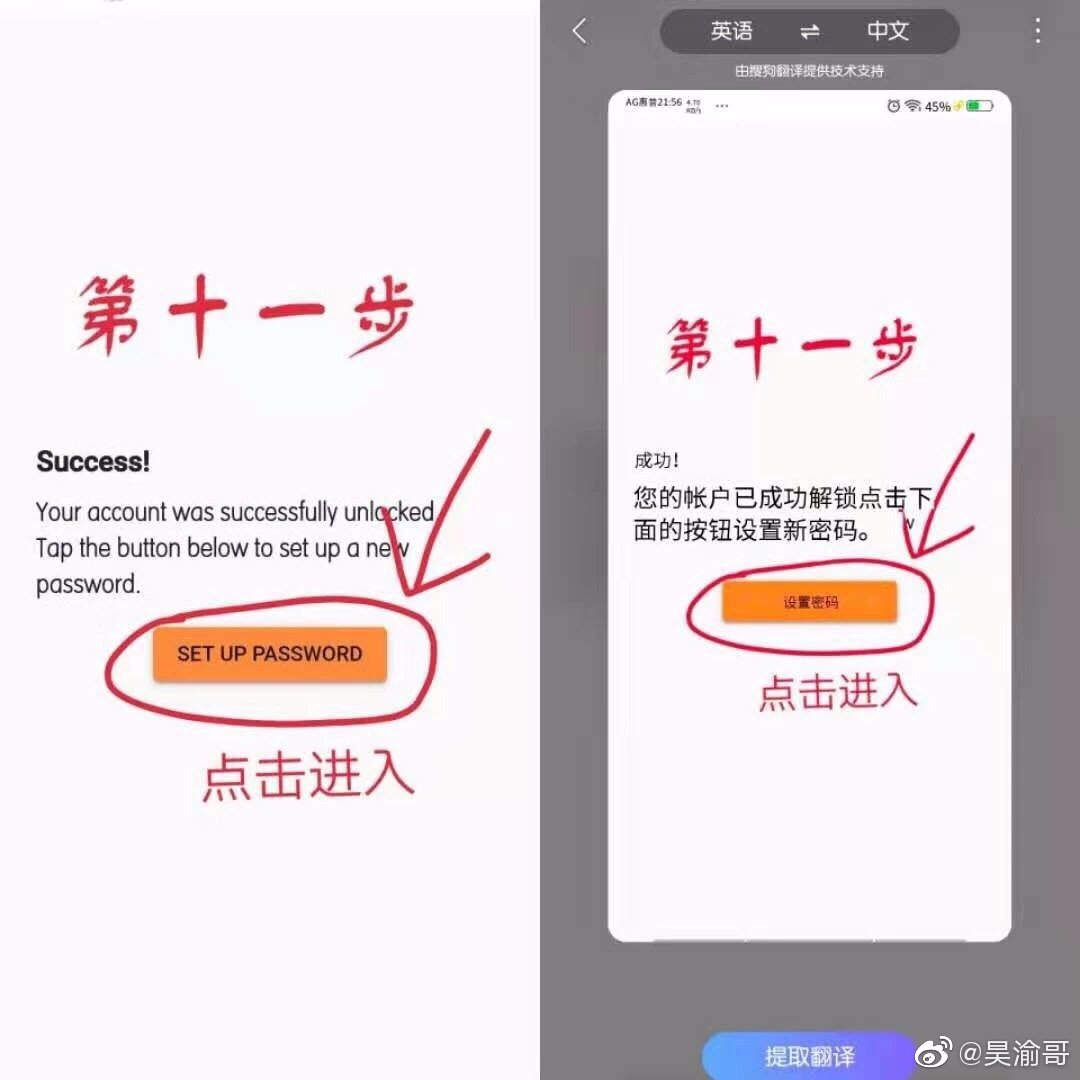 第十一步
Success!
Your account was successfully unlocked
Tap the button below to set up a new
password.
SET UP PASSWORD
点击进入
英语 ⇌ 中文
由搜狗翻译提供技术支持
AG惠普21:56 4.70 KB/s ... 45%
第十一步
成功！
您的帐户已成功解锁点击下
面的按钮设置新密码。 w
设置密码
点击进入
提取翻译
@昊渝哥